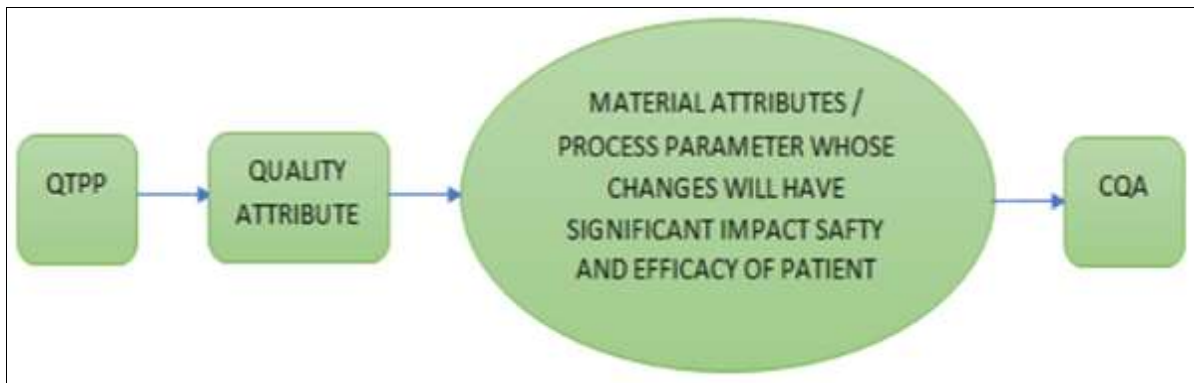 QTPP
QUALITY
ATTRIBUTE
MATERIAL ATTRIBUTES /
PROCESS PARAMETER WHOSE
CHANGES WILL HAVE
SIGNIFICANT IMPACT SAFTY
AND EFFICACY OF PATIENT
CQA